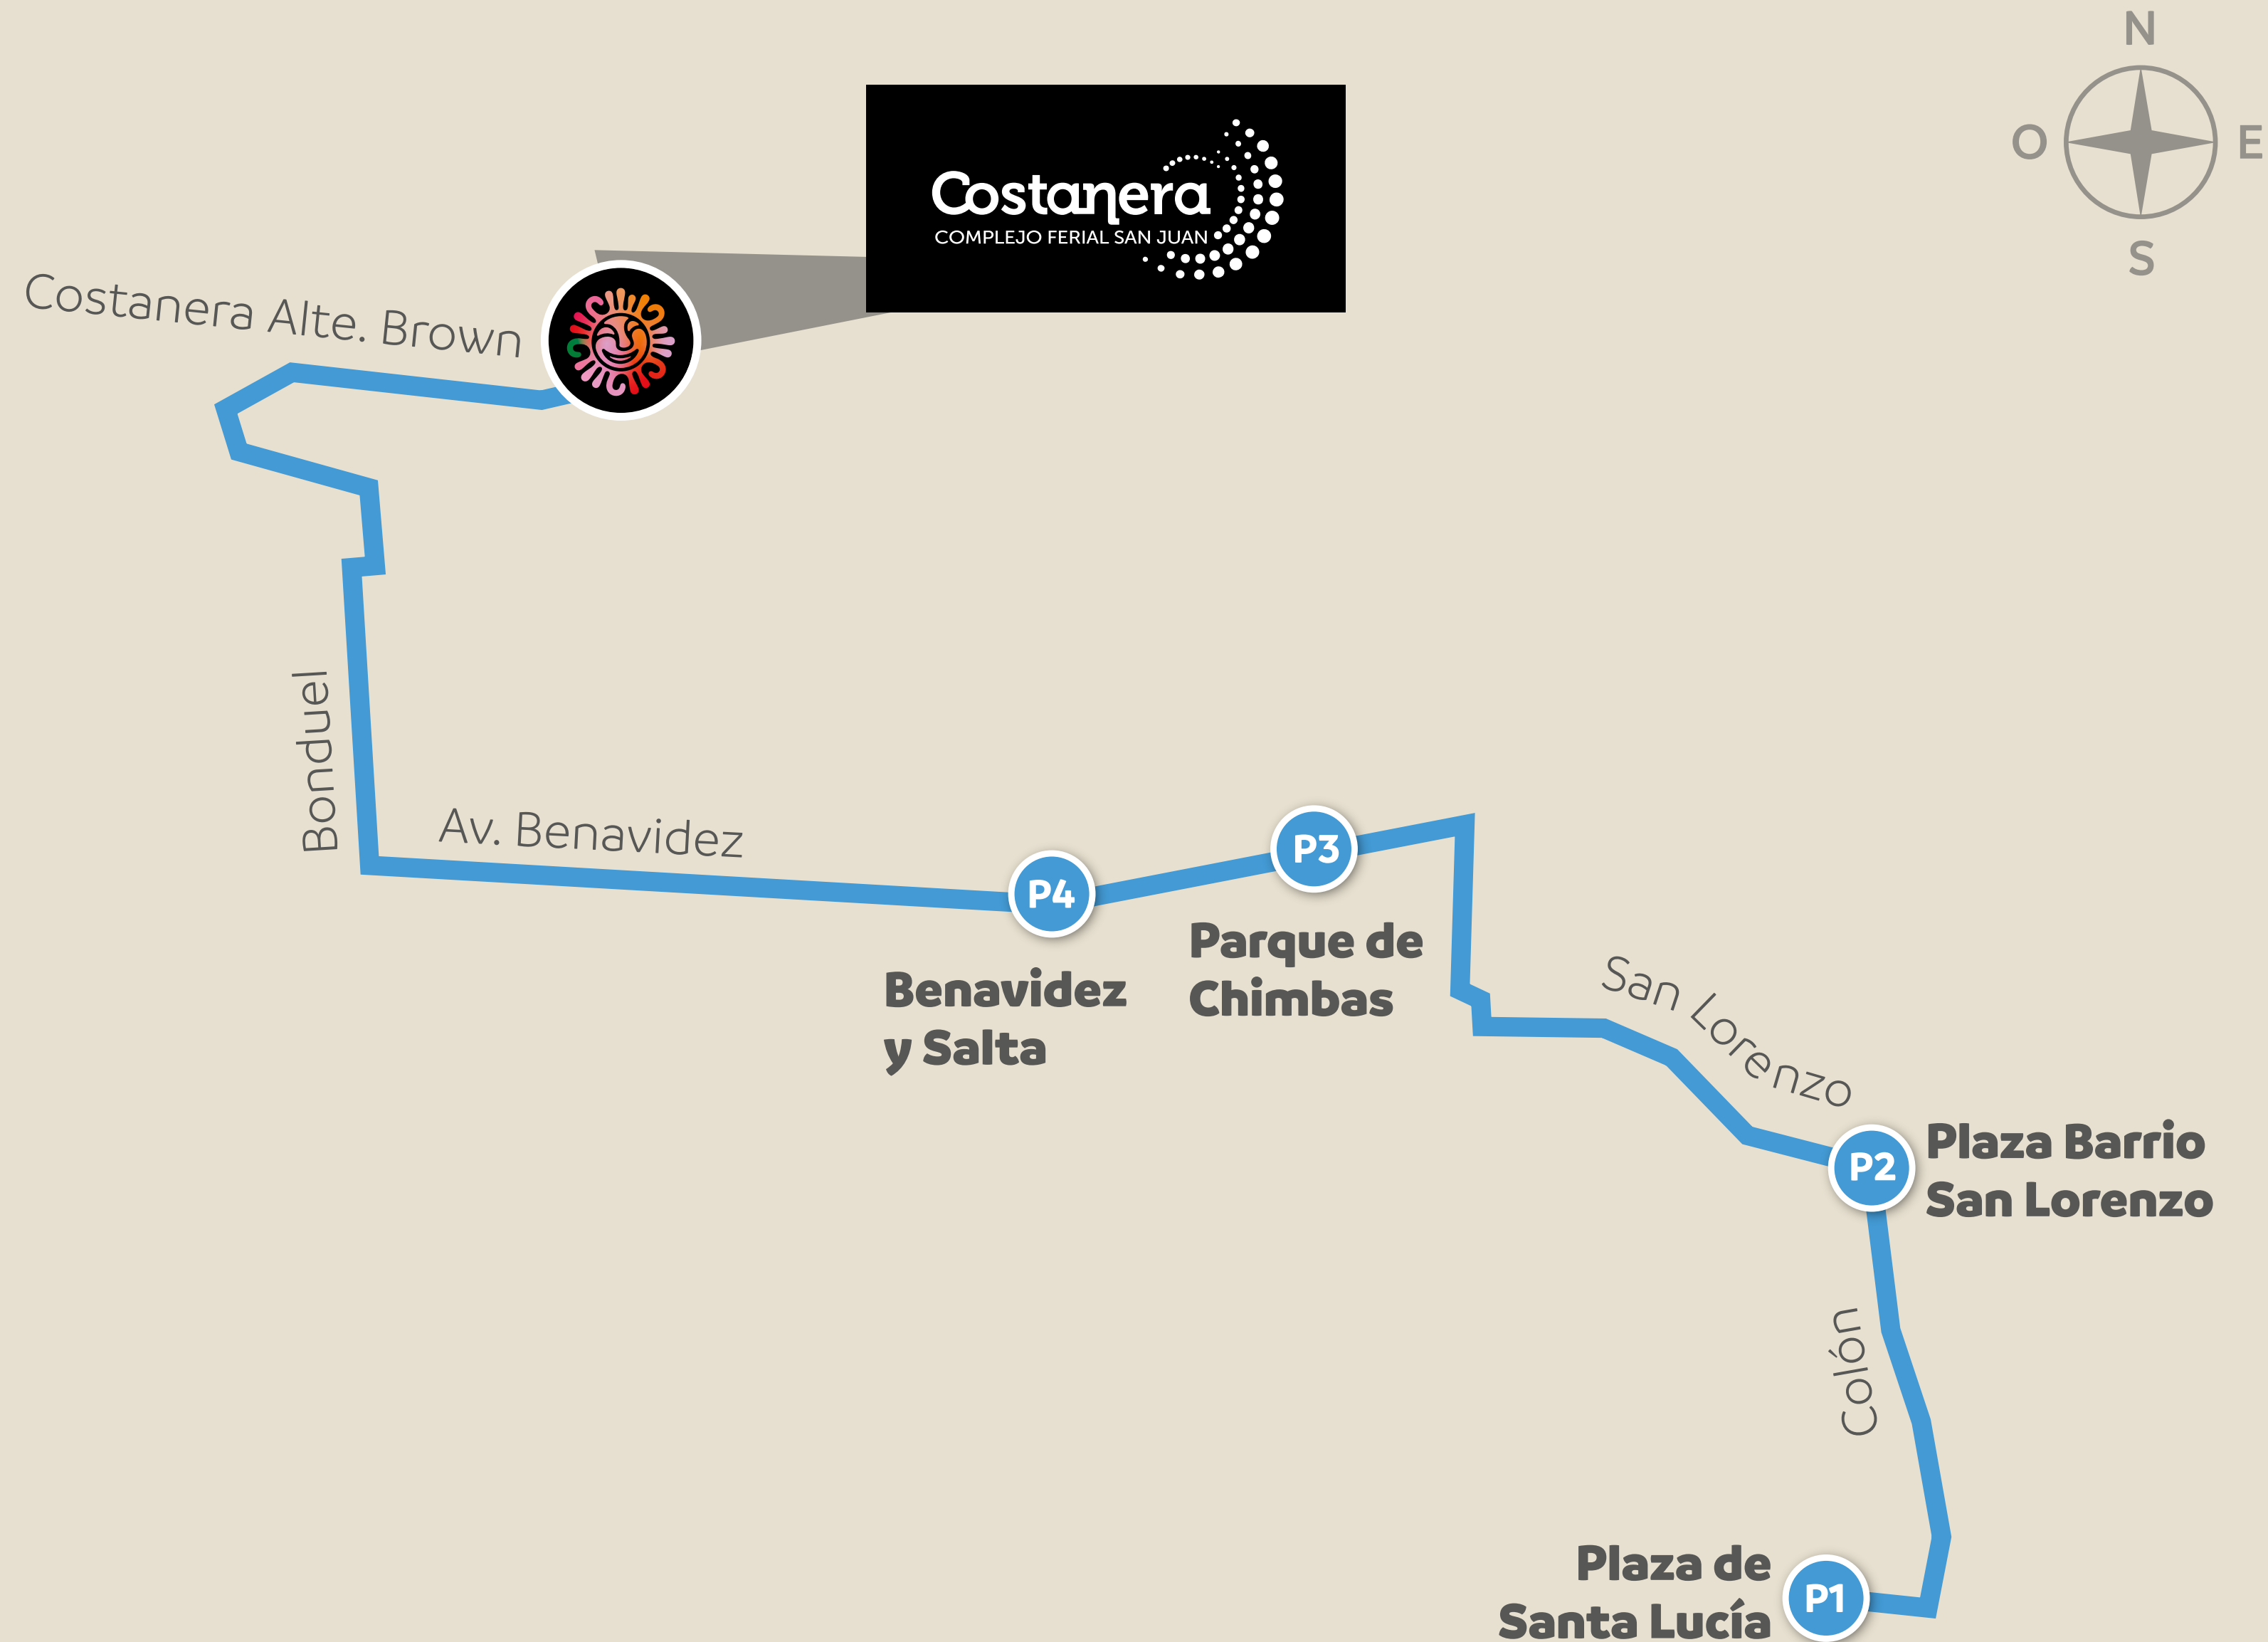 N
O
E
S
Costanera
COMPLEJO FERIAL SAN JUAN
Costanera Alte. Brown
Bonduel
Av. Benavidez
P4
Benavidez
y Salta
P3
Parque de
Chimbas
San Lorenzo
P2
Plaza Barrio
San Lorenzo
Colón
Plaza de
Santa Lucía
P1